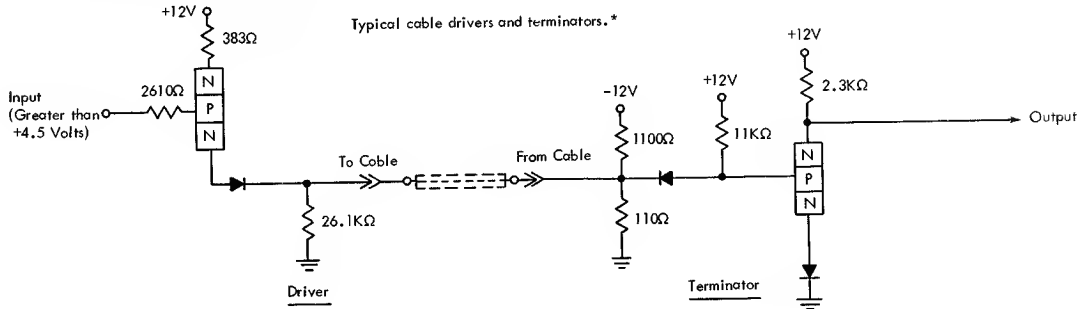 Typical cable drivers and terminators.*
+12V
383Ω
2610Ω
Input
(Greater than
+4.5 Volts)
N
P
N
To Cable
From Cable
26.1KΩ
Driver
-12V
1100Ω
110Ω
+12V
11KΩ
+12V
2.3KΩ
Output
N
P
N
Terminator